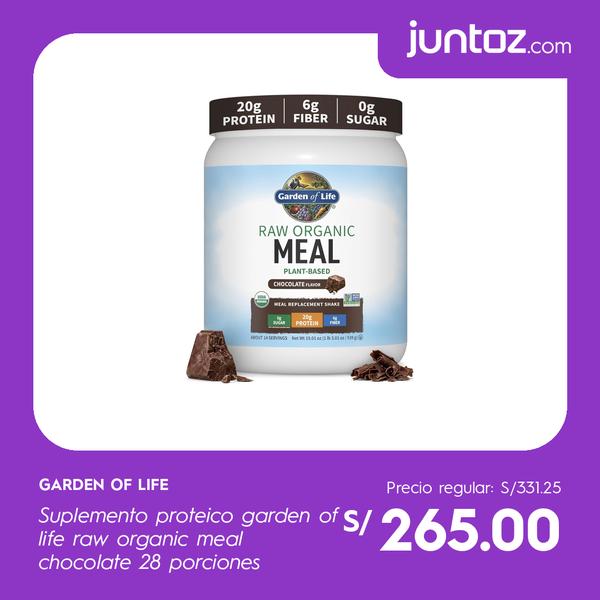 juntoz.com
20g PROTEIN 6g FIBER 0g SUGAR
Garden of Life
RAW ORGANIC
MEAL
PLANT-BASED
CHOCOLATE FLAVOR
MEAL REPLACEMENT SHAKE
20g PROTEIN
GARDEN OF LIFE
Suplemento proteico garden of
life raw organic meal
chocolate 28 porciones
Precio regular: S/331.25
S/ 265.00